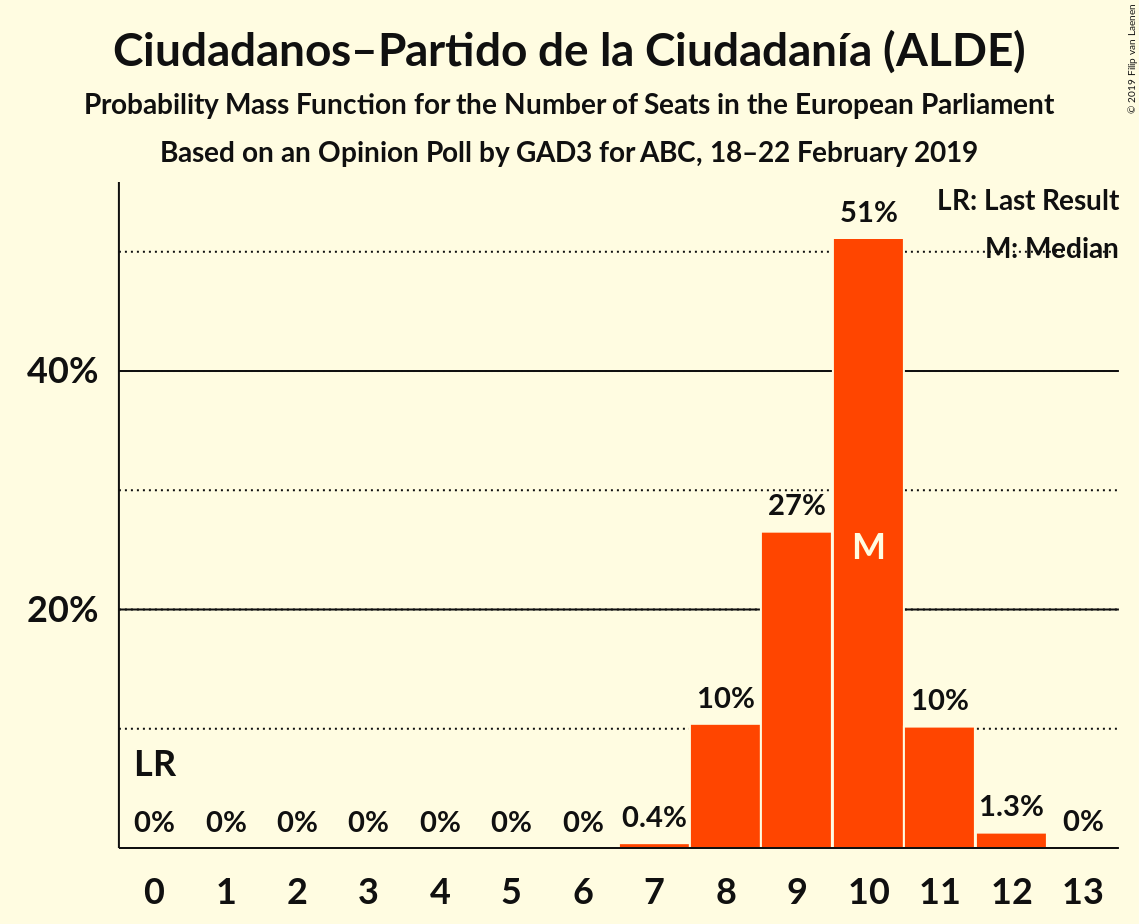 Ciudadanos–Partido de la Ciudadanía (ALDE)
Probability Mass Function for the Number of Seats in the European Parliament
Based on an Opinion Poll by GAD3 for ABC, 18–22 February 2019
© 2019 Filip van Laenen
LR: Last Result
M: Median
51%
40%
27%
M
20%
10%
10%
LR
0% 0% 0% 0% 0% 0% 0% 0.4% 1.3% 0%
0 1 2 3 4 5 6 7 8 9 10 11 12 13